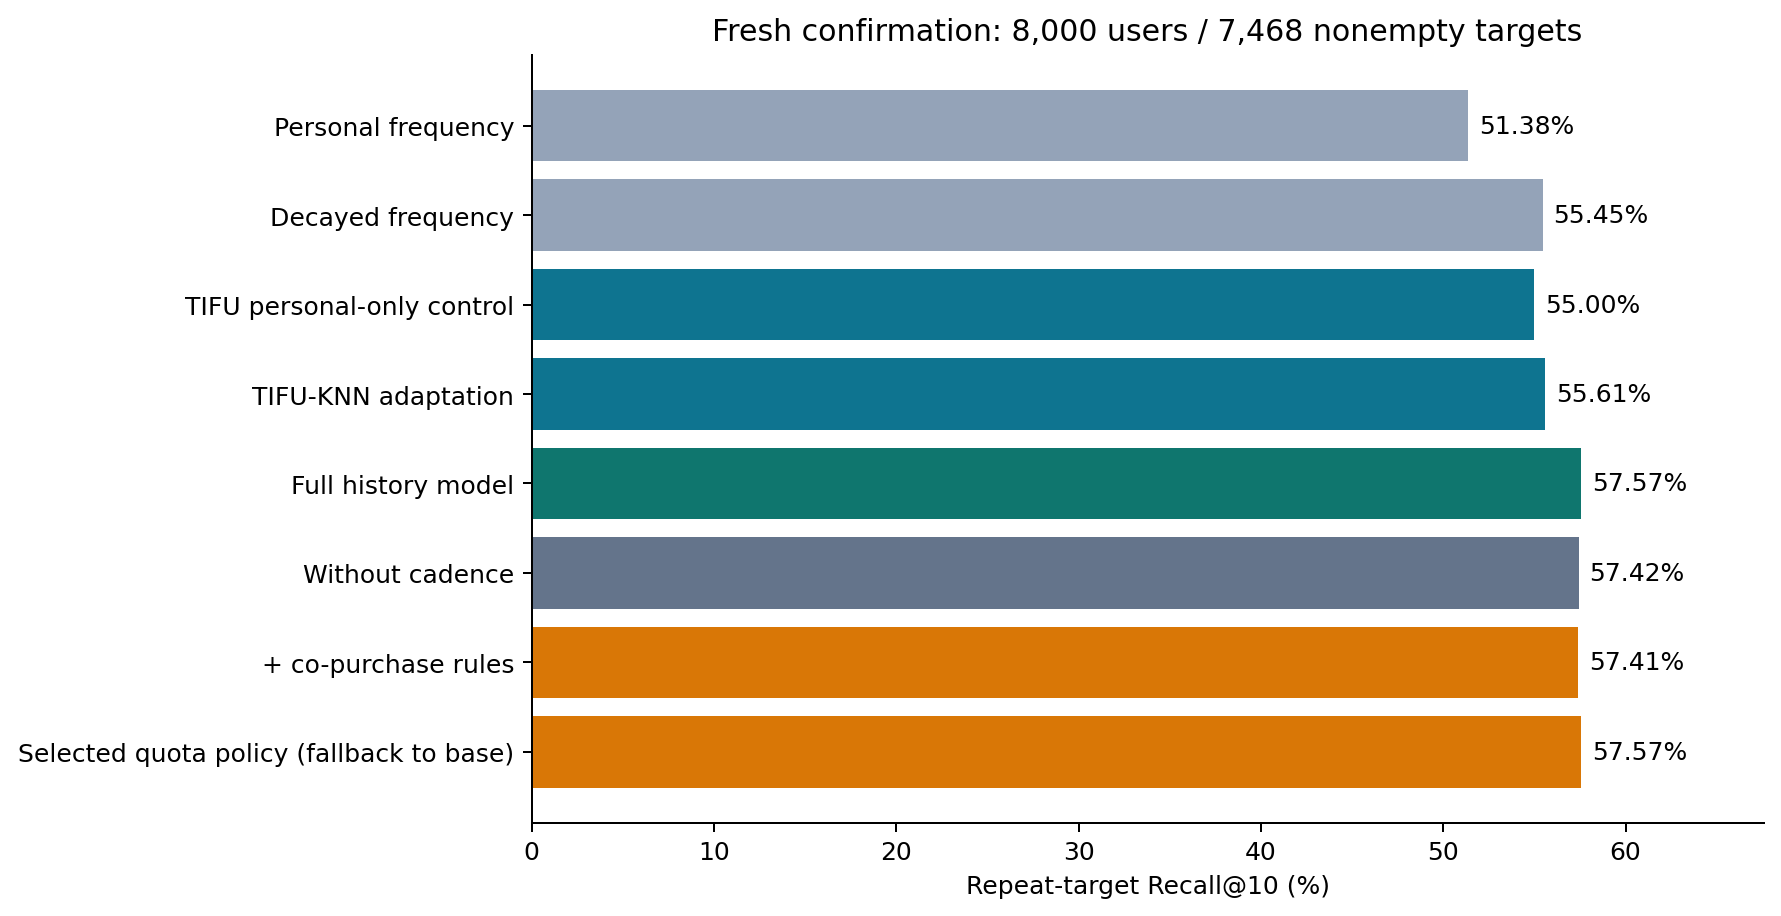 Fresh confirmation: 8,000 users / 7,468 nonempty targets
Personal frequency
51.38%
Decayed frequency
55.45%
TIFU personal-only control
55.00%
TIFU-KNN adaptation
55.61%
Full history model
57.57%
Without cadence
57.42%
+ co-purchase rules
57.41%
Selected quota policy (fallback to base)
57.57%
0 10 20 30 40 50 60
Repeat-target Recall@10 (%)